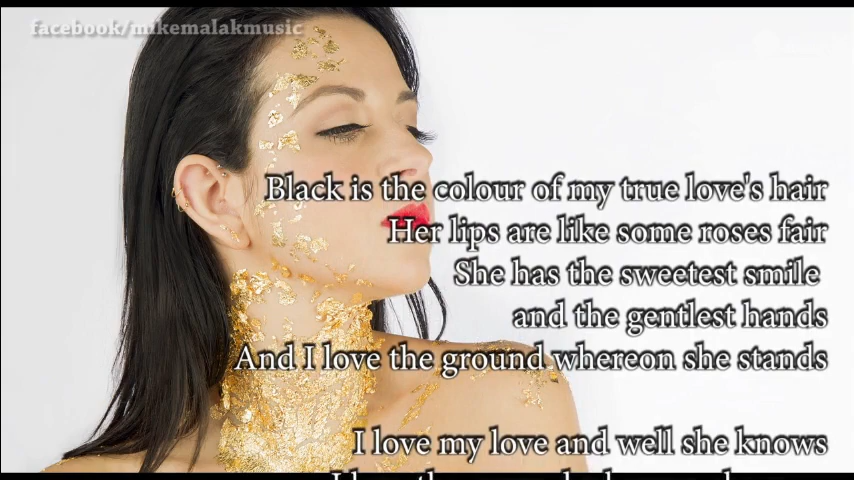 facebook/mikemalakmusic
Black is the colour of my true love's hair
Her lips are like some roses fair
She has the sweetest smile
and the gentlest hands
And I love the ground whereon she stands
I love my love and well she knows